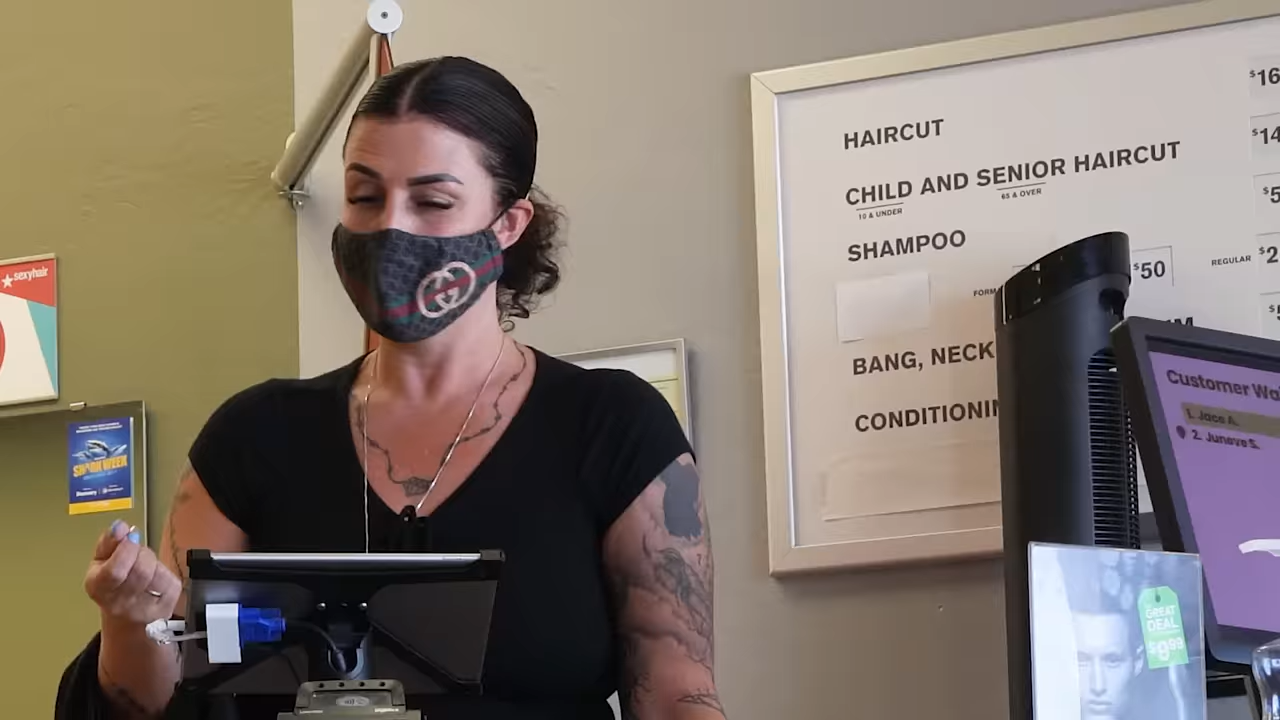 sexyhair
SHARK WEEK
HAIRCUT
$16
CHILD AND SENIOR HAIRCUT
$14
10 & UNDER
65 & OVER
SHAMPOO
$5
FORM
$50
REGULAR
$2
BANG, NECK
CONDITIONIN
Customer Wa
1. Jace A.
2. Juneve S.
GREAT
DEAL
$9.99